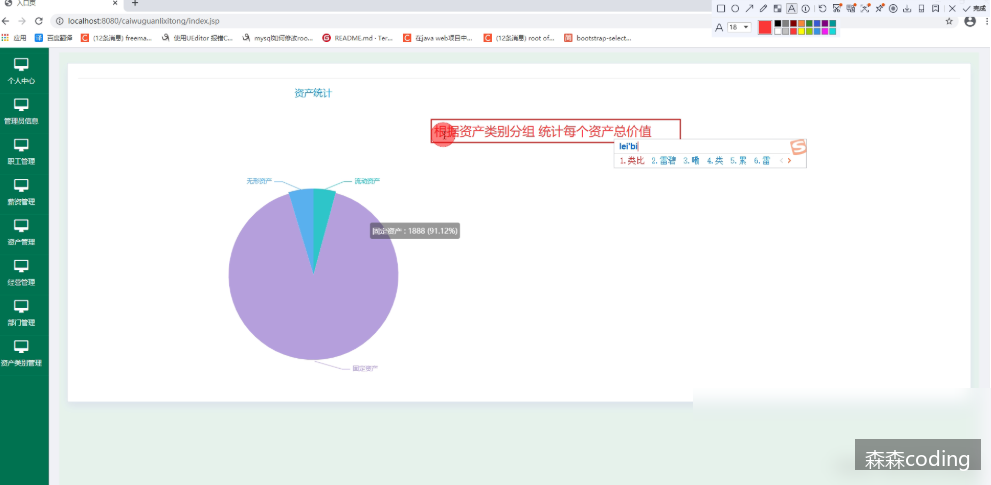 入口页
完成
localhost:8080/caiwuguanlixitong/index.jsp
A 18
应用 百度翻译 (12条消息) freema... 使用UEditor 报错C... mysql如何修改roo... README.md · Ter... 在java web项目中... (12条消息) root of... bootstrap-select...
个人中心
管理员信息
职工管理
薪资管理
资产管理
经营管理
部门管理
资产类别管理
资产统计
根据资产类别分组 统计每个资产总价值
lei'bi
1.类比 2.雷碧 3.嘞 4.类 5.累 6.雷
无形资产
流动资产
固定资产 : 1888 (91.12%)
固定资产
森森coding